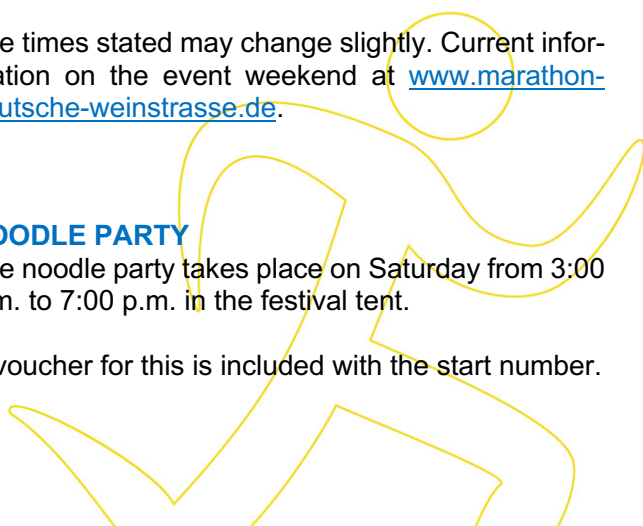 e times stated may change slightly. Current infor-
ation on the event weekend at www.marathon-
utsche-weinstrasse.de.
OODLE PARTY
e noodle party takes place on Saturday from 3:00
m. to 7:00 p.m. in the festival tent.
voucher for this is included with the start number.